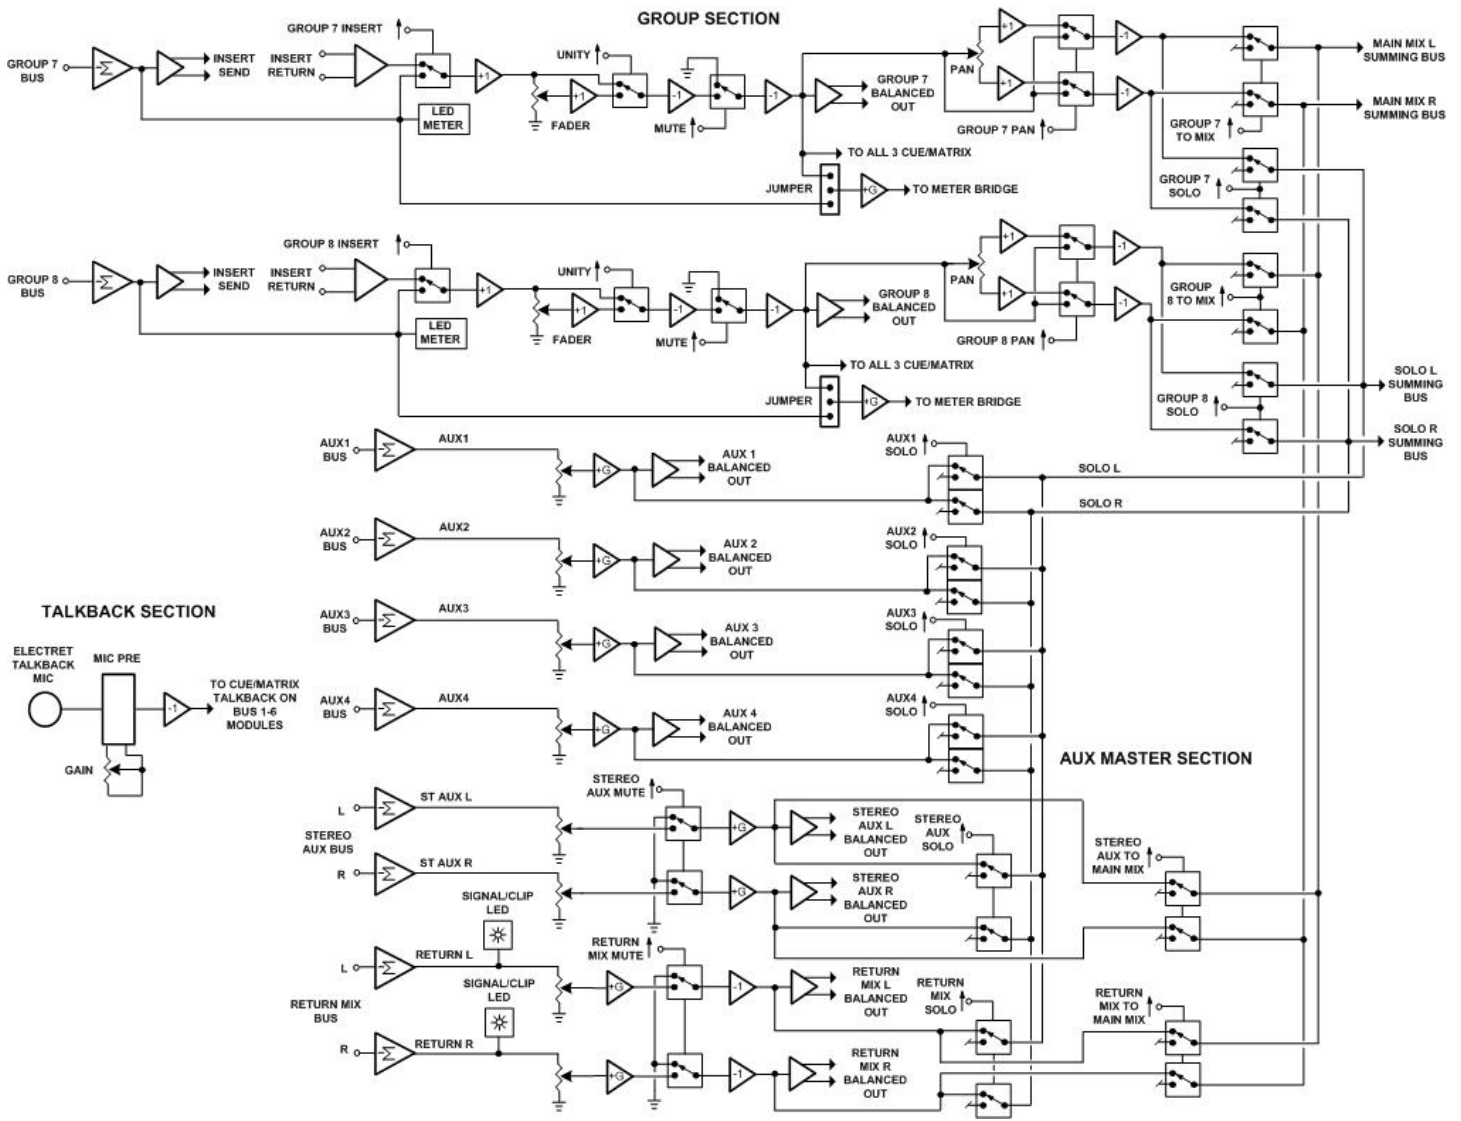 GROUP SECTION
GROUP 7 INSERT
GROUP 7
BUS
-Σ
INSERT
SEND
INSERT
RETURN
LED
METER
+1
UNITY
FADER
+1
MUTE
-1
-1
GROUP 7
BALANCED
OUT
PAN
+1
+1
GROUP 7 PAN
-1
-1
GROUP 7
TO MIX
MAIN MIX L
SUMMING BUS
MAIN MIX R
SUMMING BUS
TO ALL 3 CUE/MATRIX
JUMPER
+G
TO METER BRIDGE
GROUP 7
SOLO
GROUP 8 INSERT
GROUP 8
BUS
-Σ
INSERT
SEND
INSERT
RETURN
LED
METER
+1
UNITY
FADER
+1
MUTE
-1
-1
GROUP 8
BALANCED
OUT
PAN
+1
+1
GROUP 8 PAN
-1
-1
GROUP
8 TO MIX
TO ALL 3 CUE/MATRIX
JUMPER
+G
TO METER BRIDGE
GROUP 8
SOLO
SOLO L
SUMMING
BUS
SOLO R
SUMMING
BUS
AUX1
BUS
-Σ
AUX1
+G
AUX 1
BALANCED
OUT
AUX1
SOLO
SOLO L
SOLO R
AUX2
BUS
-Σ
AUX2
+G
AUX 2
BALANCED
OUT
AUX2
SOLO
AUX3
BUS
-Σ
AUX3
+G
AUX 3
BALANCED
OUT
AUX3
SOLO
AUX4
BUS
-Σ
AUX4
+G
AUX 4
BALANCED
OUT
AUX4
SOLO
TALKBACK SECTION
ELECTRET
TALKBACK
MIC
MIC PRE
GAIN
-1
TO CUE/MATRIX
TALKBACK ON
BUS 1-6
MODULES
AUX MASTER SECTION
STEREO
AUX MUTE
L
-Σ
ST AUX L
STEREO
AUX BUS
R
-Σ
ST AUX R
+G
+G
STEREO
AUX L
BALANCED
OUT
STEREO
AUX R
BALANCED
OUT
STEREO
AUX
SOLO
STEREO
AUX TO
MAIN MIX
SIGNAL/CLIP
LED
L
-Σ
RETURN L
SIGNAL/CLIP
LED
RETURN MIX
BUS
R
-Σ
RETURN R
+G
+G
RETURN
MIX MUTE
-1
-1
RETURN
MIX L
BALANCED
OUT
RETURN
MIX R
BALANCED
OUT
RETURN
MIX
SOLO
RETURN
MIX TO
MAIN MIX